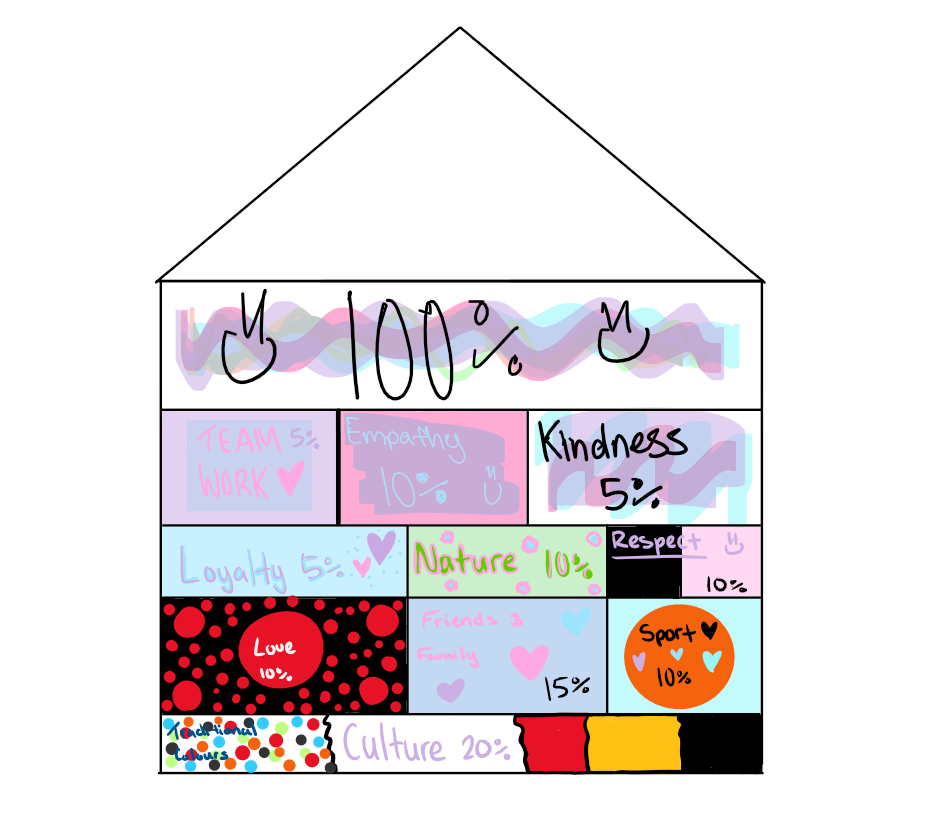 100%
TEAM 5%
WORK
Empathy
10%
Kindness
5%
Loyalty 5%
Nature 10%
Respect
10%
Love
10%
Friends &
Family
15%
Sport
10%
Traditional
Colours
Culture 20%